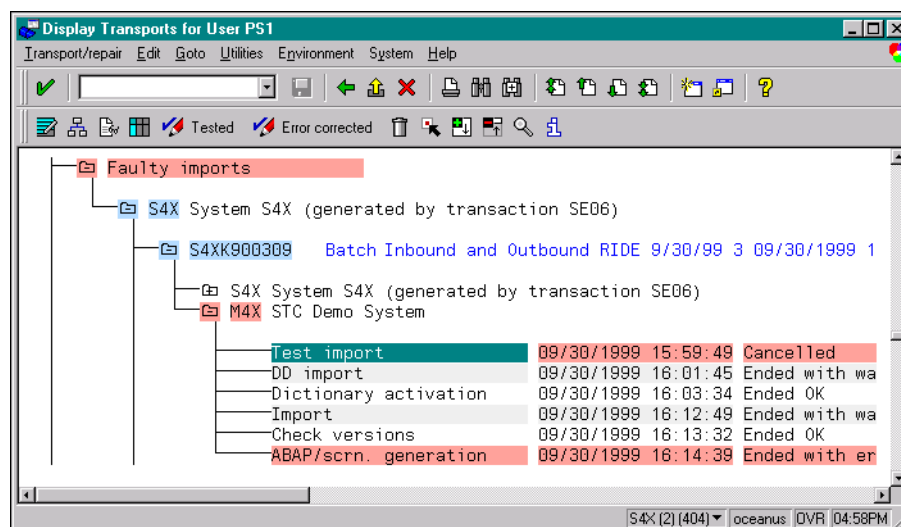 Display Transports for User PS1
Transport/repair Edit Goto Utilities Environment System Help
Tested Error corrected
Faulty imports
S4X System S4X (generated by transaction SE06)
S4XK900309 Batch Inbound and Outbound RIDE 9/30/99 3 09/30/1999 1
S4X System S4X (generated by transaction SE06)
M4X STC Demo System
Test import 09/30/1999 15:59:49 Cancelled
DD import 09/30/1999 16:01:45 Ended with wa
Dictionary activation 09/30/1999 16:03:34 Ended OK
Import 09/30/1999 16:12:49 Ended with wa
Check versions 09/30/1999 16:13:32 Ended OK
ABAP/scrn. generation 09/30/1999 16:14:39 Ended with er
S4X (2) (404) oceanus OVR 04:58PM